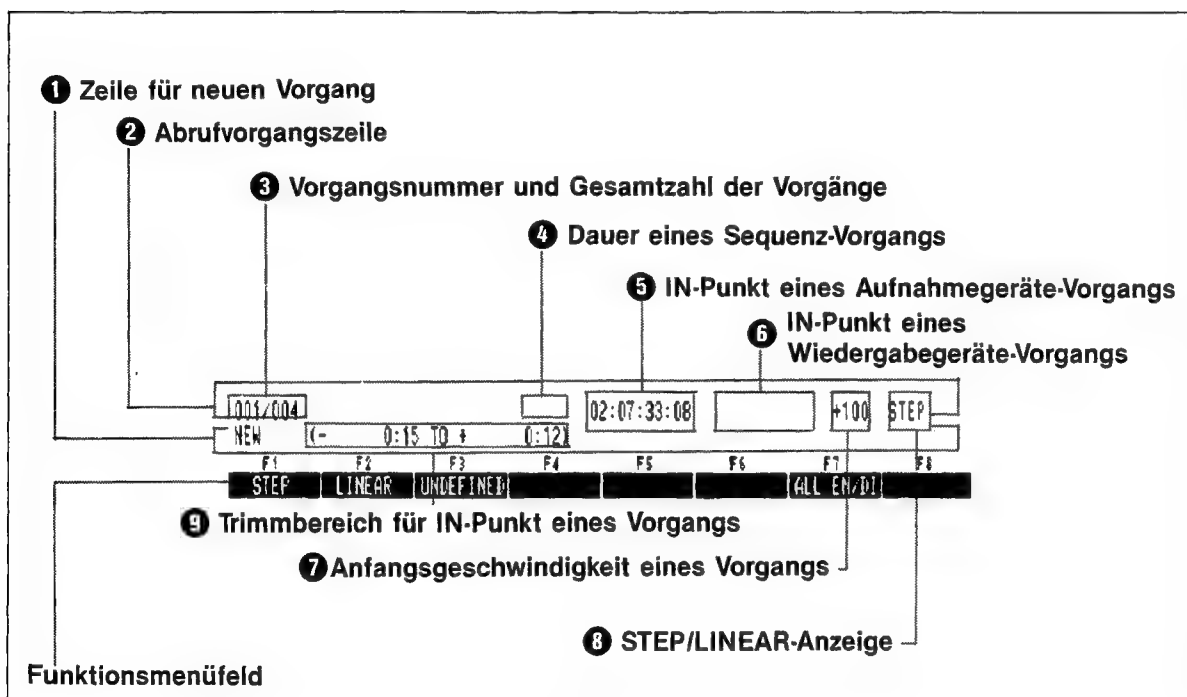 ❶ Zeile für neuen Vorgang
❷ Abrufvorgangszeile
❸ Vorgangsnummer und Gesamtzahl der Vorgänge
❹ Dauer eines Sequenz-Vorgangs
❺ IN-Punkt eines Aufnahmegeräte-Vorgangs
❻ IN-Punkt eines
Wiedergabegeräte-Vorgangs
001/004 02:07:33:08 +100 STEP
NEW (- 0:15 TO + 0:12)
F1 F2 F3 F4 F5 F6 F7 F8
STEP LINEAR UNDEFINED (ALL EN/DI)
❾ Trimmbereich für IN-Punkt eines Vorgangs
❼ Anfangsgeschwindigkeit eines Vorgangs
❽ STEP/LINEAR-Anzeige
Funktionsmenüfeld